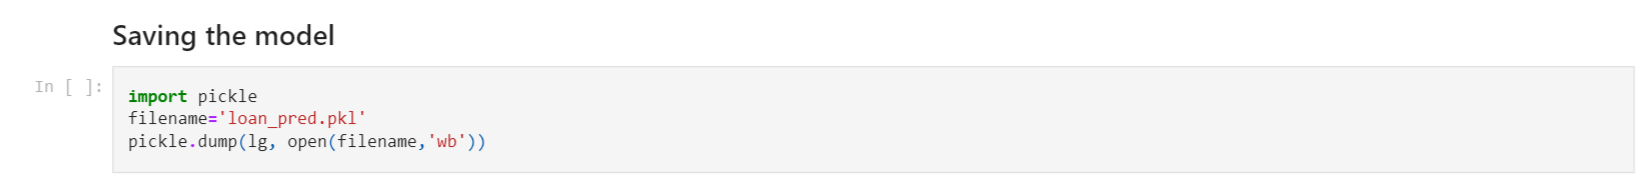 Saving the model
In [ ]:
import pickle
filename='loan_pred.pkl'
pickle.dump(lg, open(filename,'wb'))